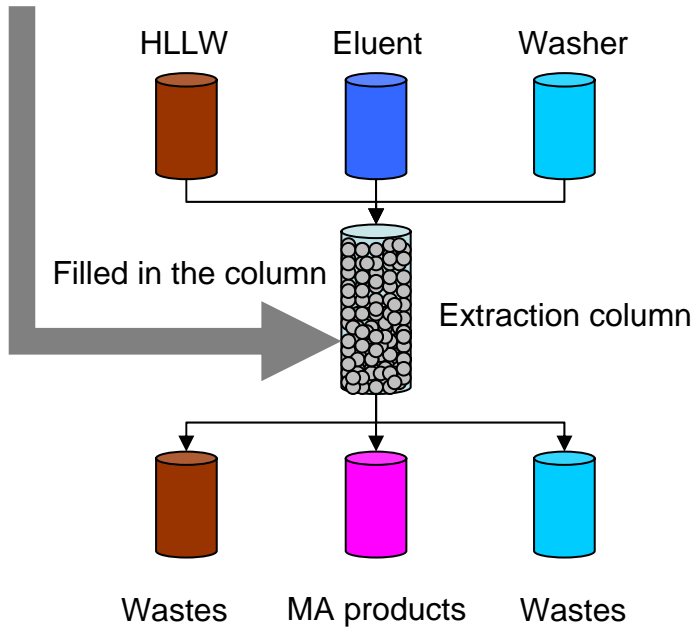 HLLW
Eluent
Washer
Filled in the column
Extraction column
Wastes
MA products
Wastes